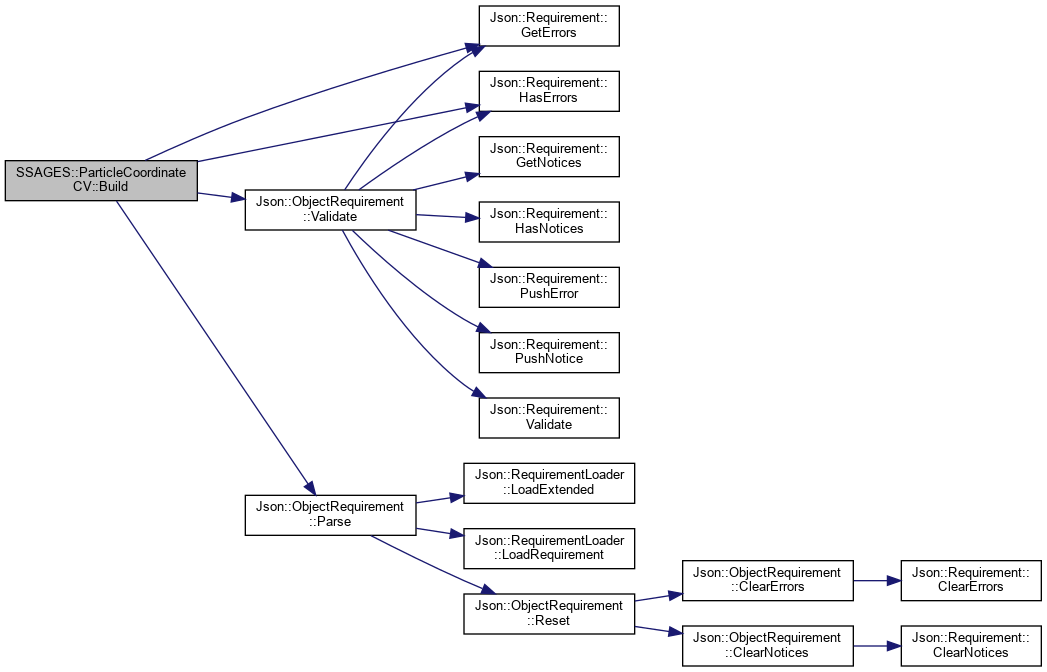 Json::Requirement::
GetErrors
Json::Requirement::
HasErrors
Json::Requirement::
GetNotices
SSAGES::ParticleCoordinate
CV::Build
Json::ObjectRequirement
::Validate
Json::Requirement::
HasNotices
Json::Requirement::
PushError
Json::Requirement::
PushNotice
Json::Requirement::
Validate
Json::RequirementLoader
::LoadExtended
Json::ObjectRequirement
::Parse
Json::RequirementLoader
::LoadRequirement
Json::ObjectRequirement
::Reset
Json::ObjectRequirement
::ClearErrors
Json::Requirement::
ClearErrors
Json::ObjectRequirement
::ClearNotices
Json::Requirement::
ClearNotices